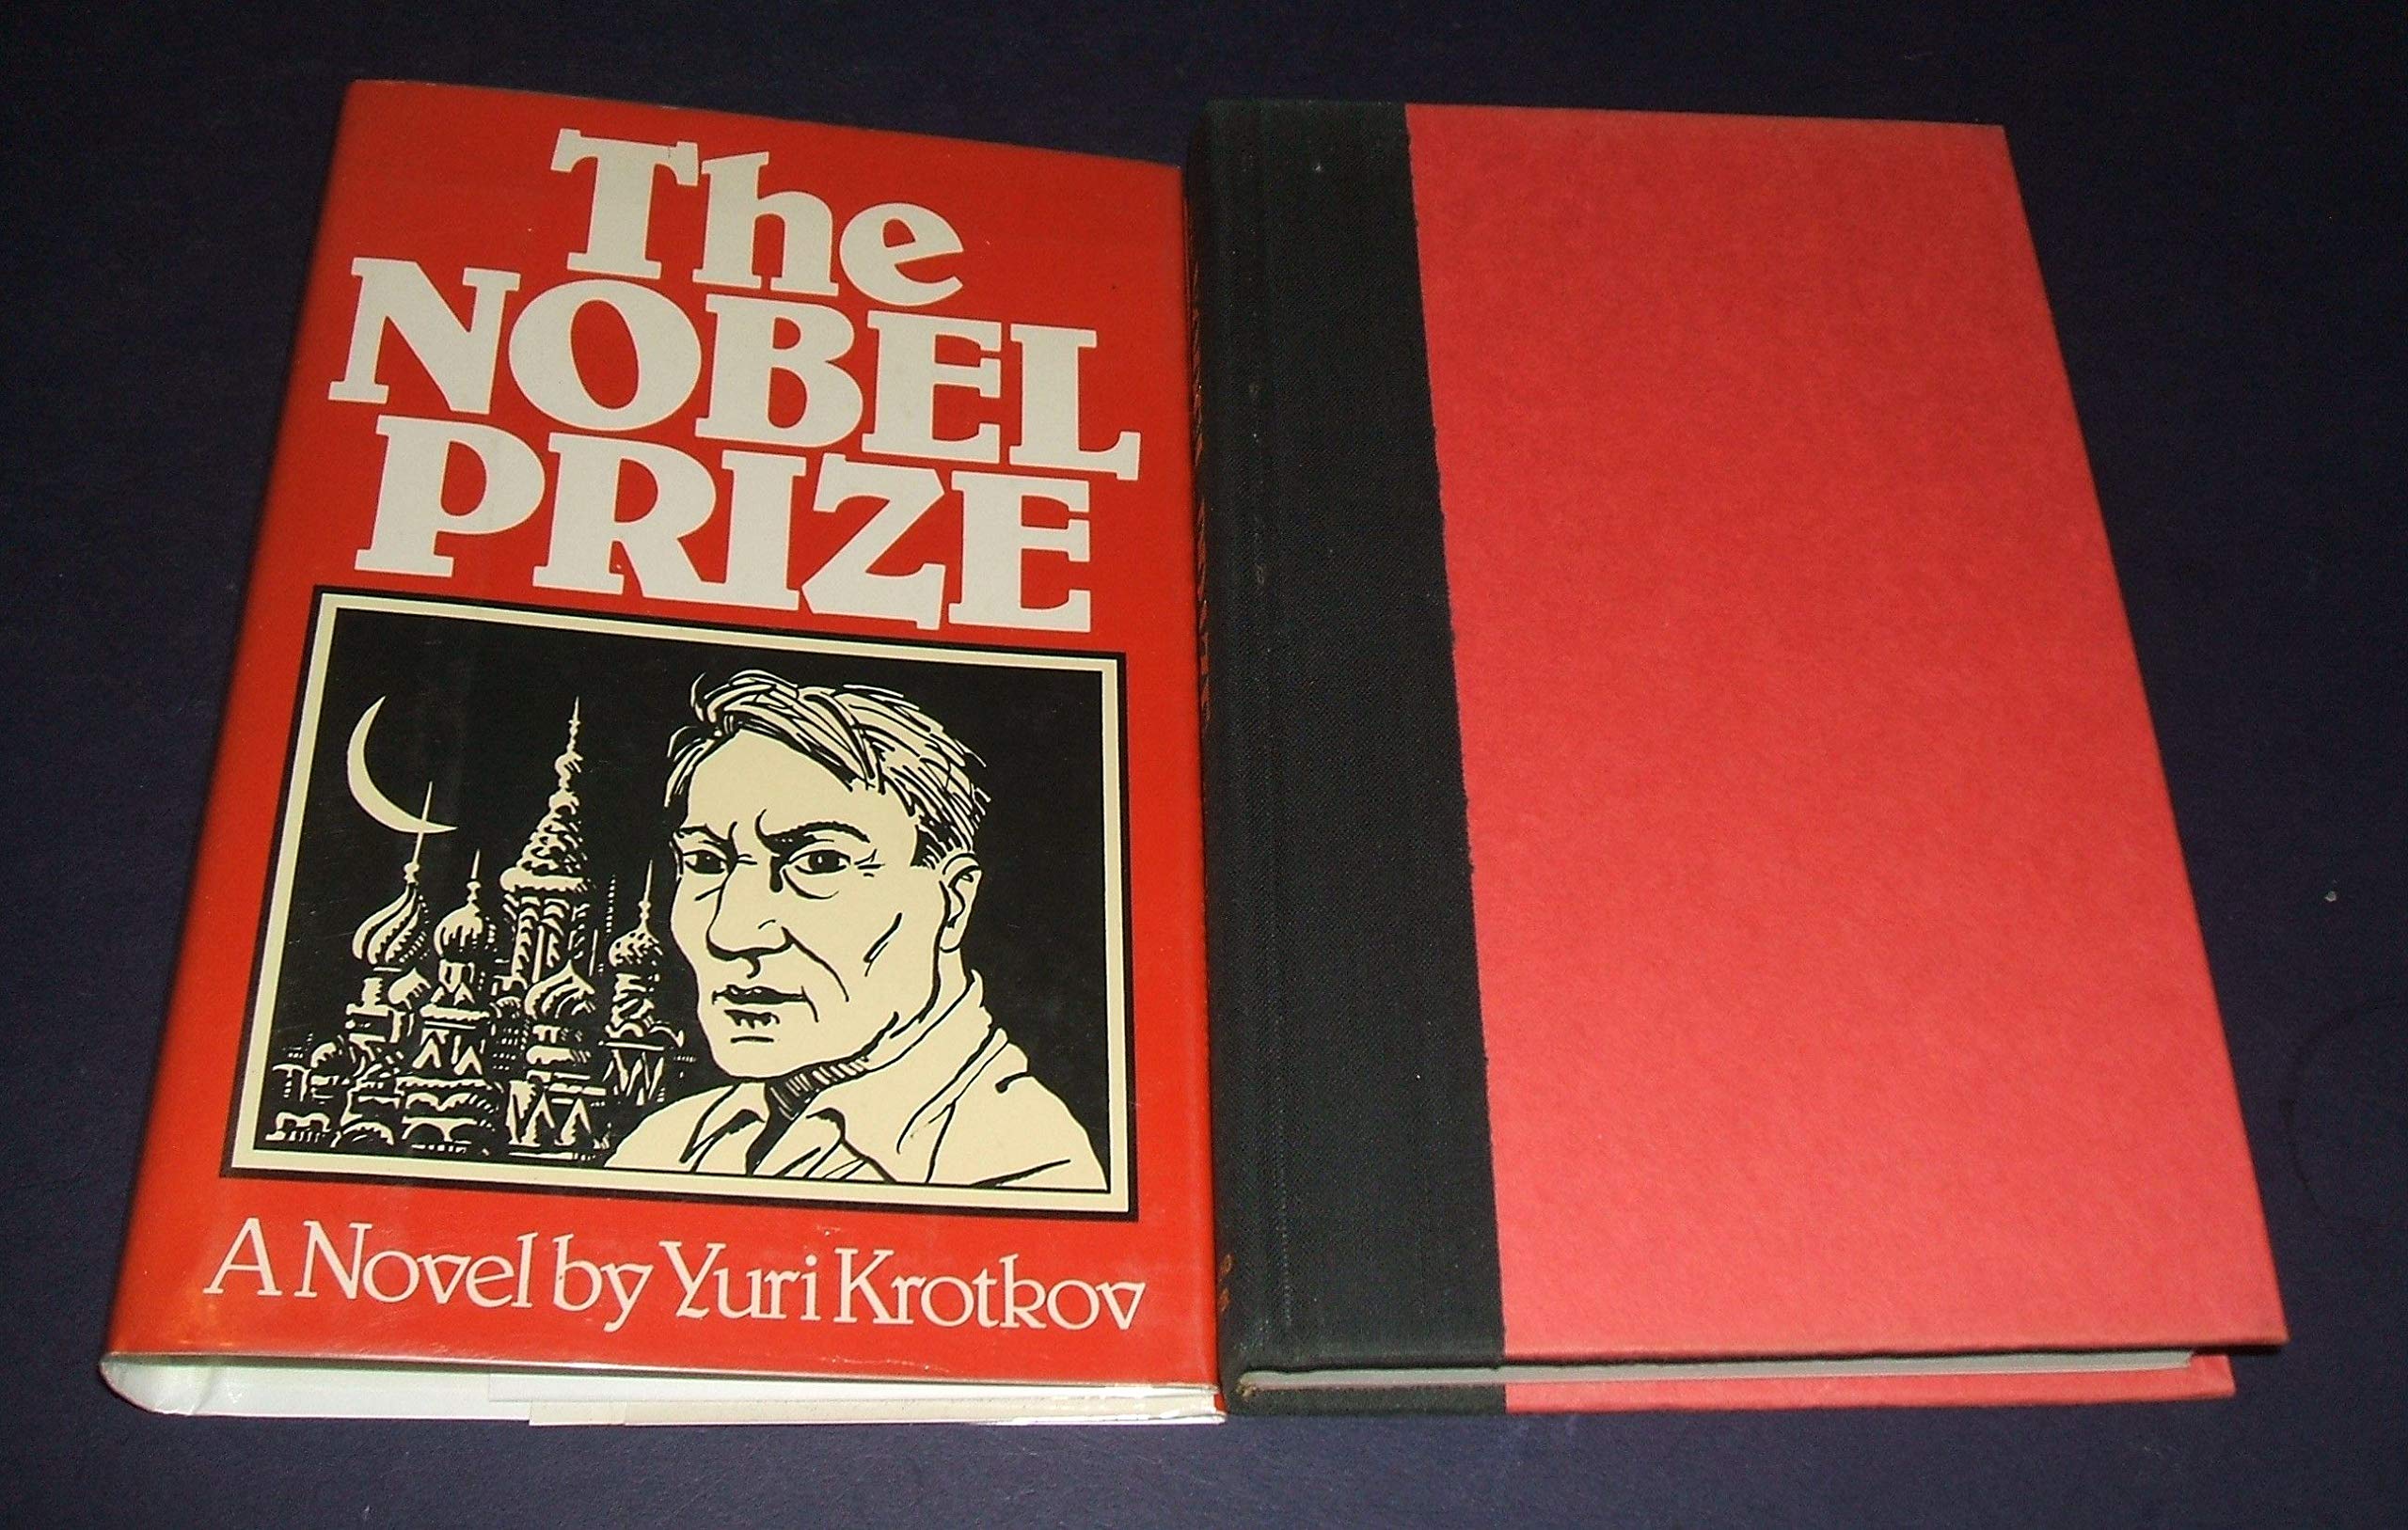 The
NOBEL
PRIZE
A Novel by Yuri Krotkov